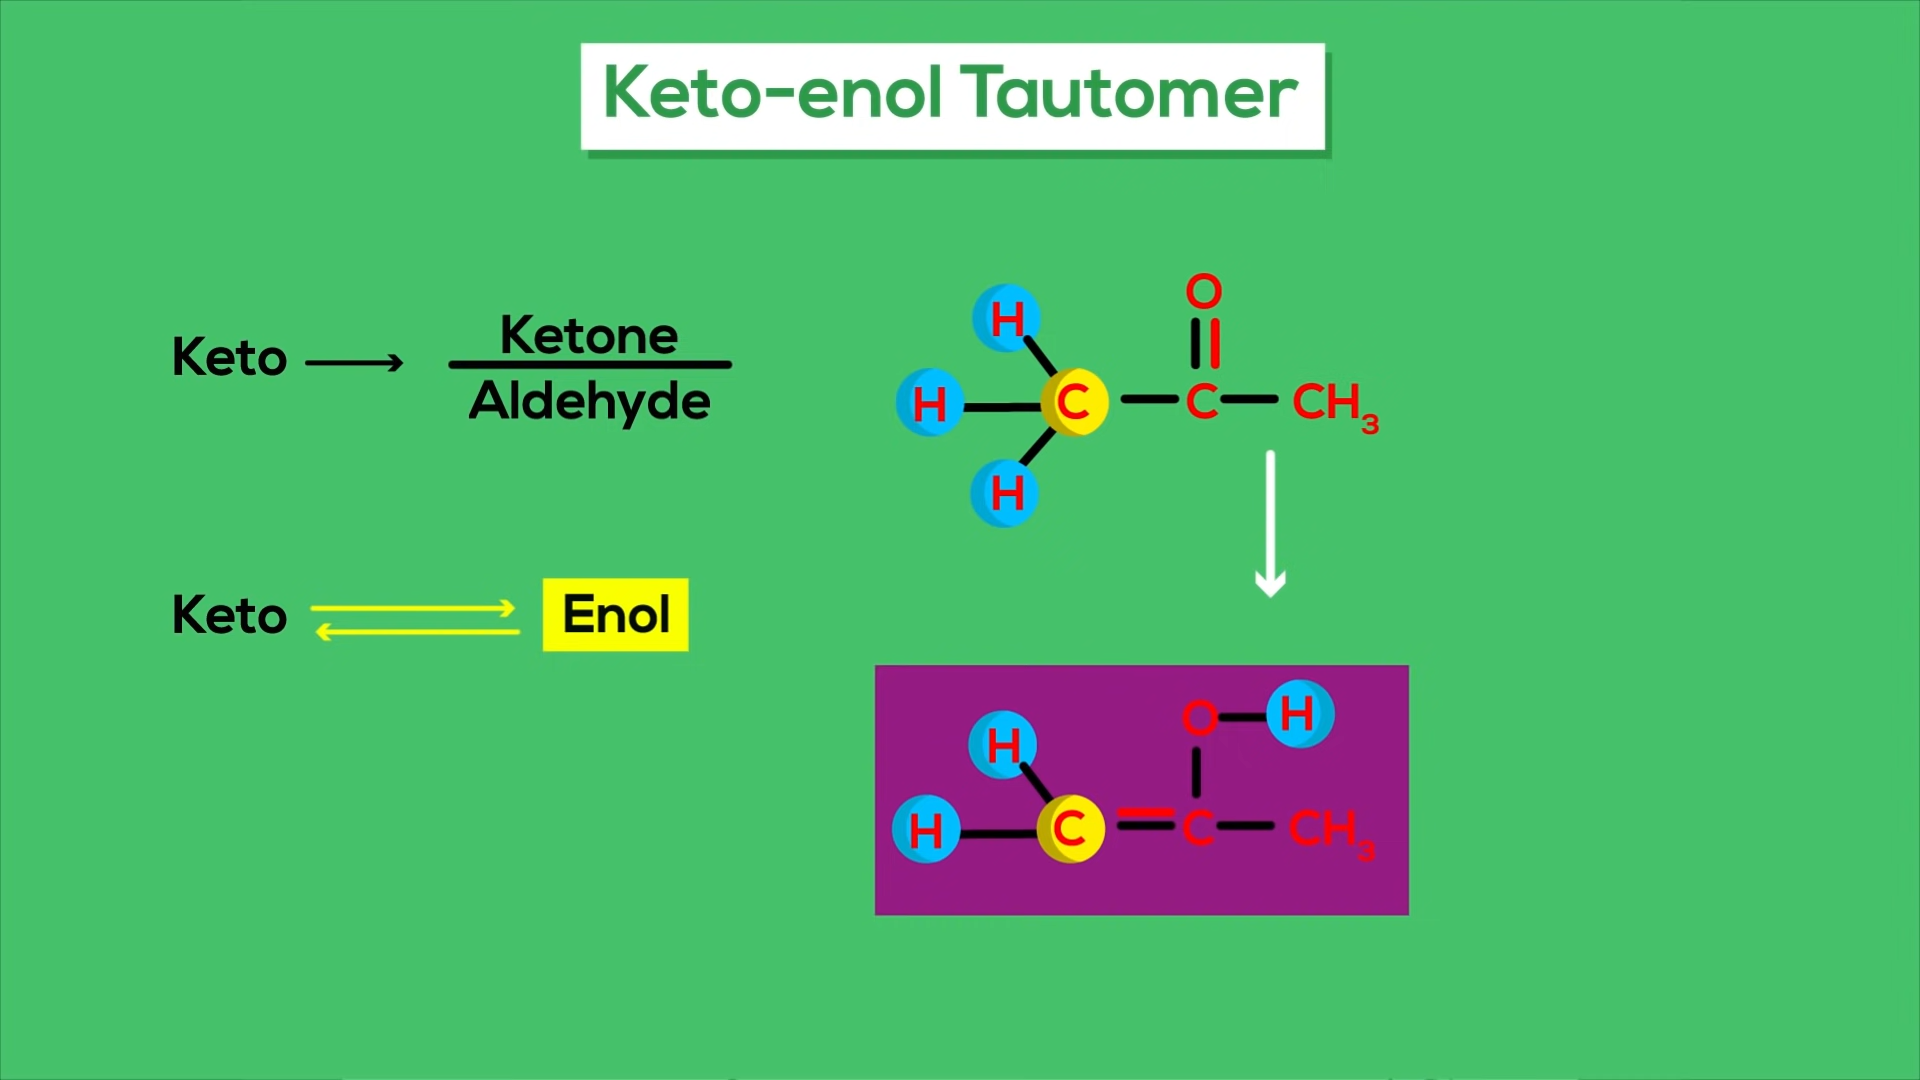 Keto-enol Tautomer
Keto
Ketone
Aldehyde
Keto
Enol
O
H
H C C CH₃
H
O H
H
H C C CH₃